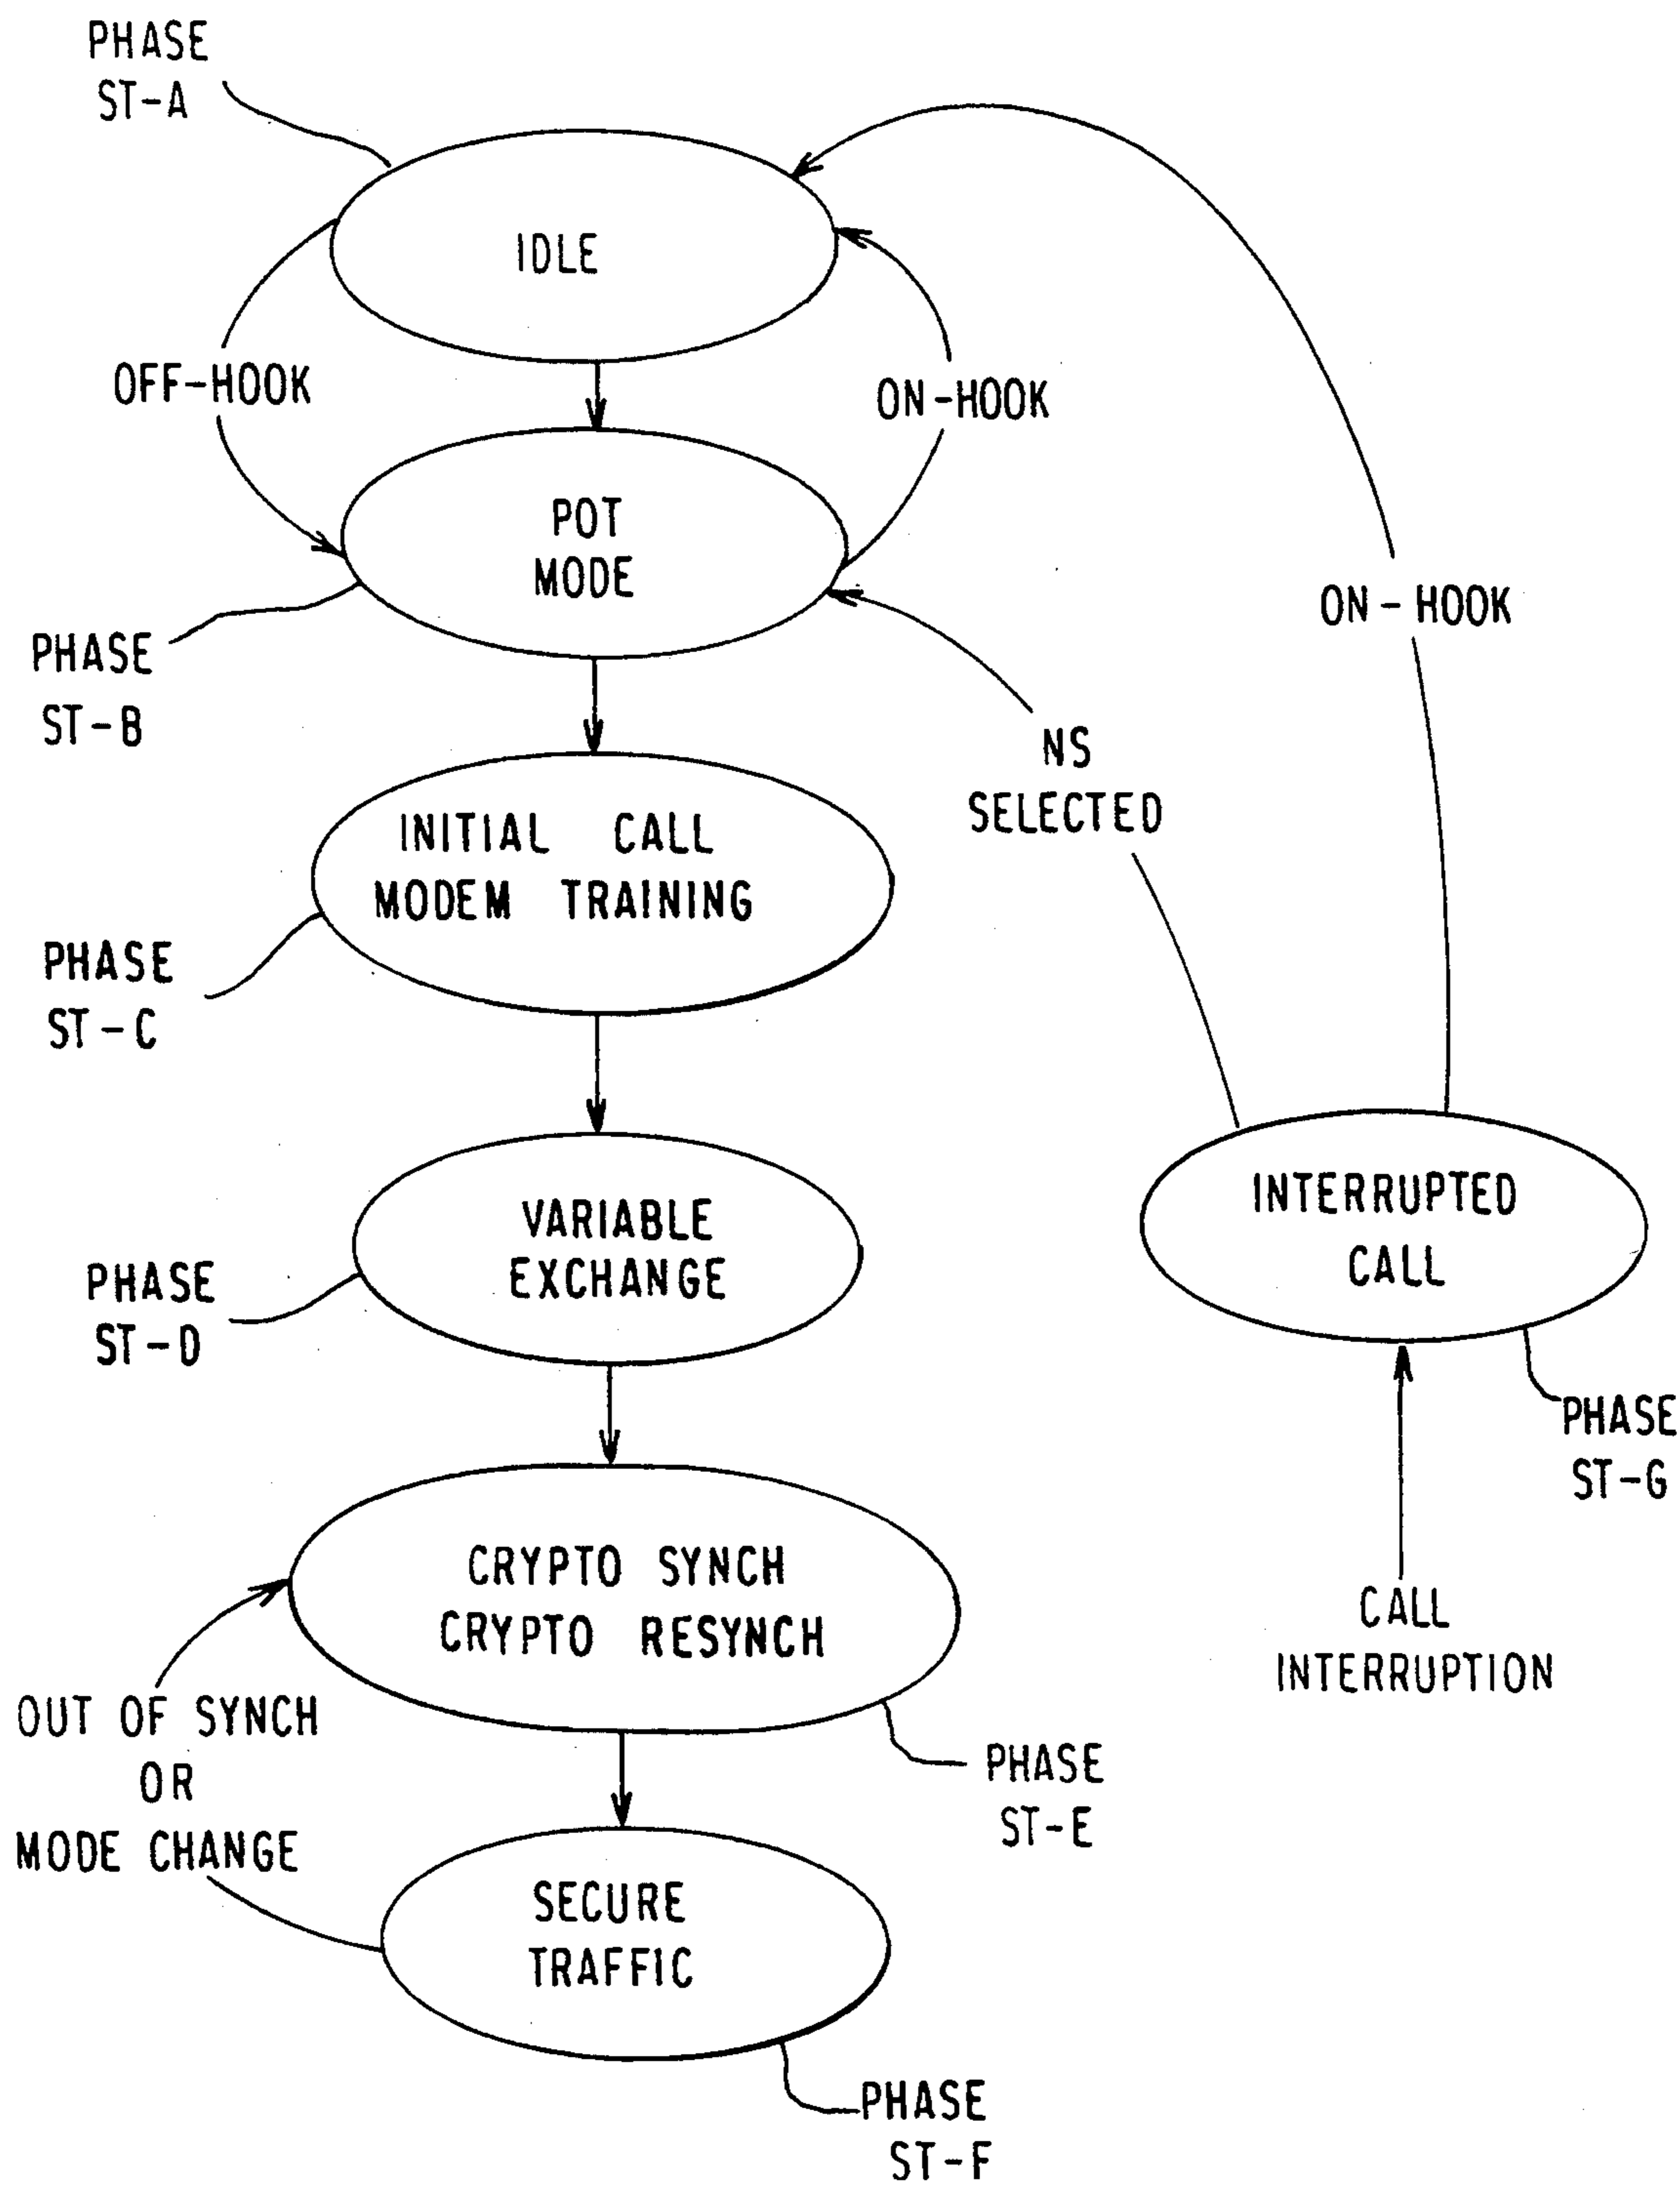 PHASE
ST-A
IDLE
OFF-HOOK
ON-HOOK
POT
MODE
ON-HOOK
PHASE
ST-B
NS
SELECTED
INITIAL CALL
MODEM TRAINING
PHASE
ST-C
VARIABLE
EXCHANGE
INTERRUPTED
CALL
PHASE
ST-D
PHASE
ST-G
CRYPTO SYNCH
CRYPTO RESYNCH
CALL
INTERRUPTION
OUT OF SYNCH
OR
MODE CHANGE
PHASE
ST-E
SECURE
TRAFFIC
PHASE
ST-F